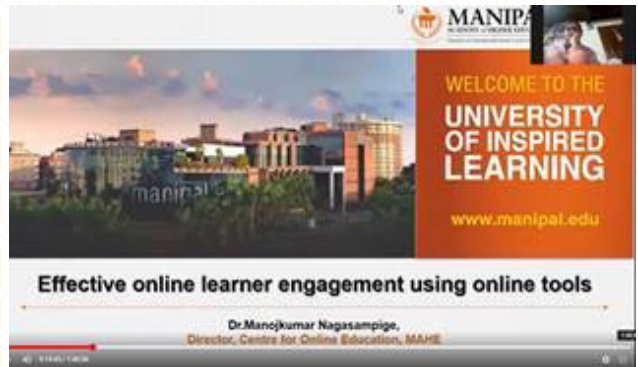 MANIPA
WELCOME TO THE
UNIVERSITY
OF INSPIRED
LEARNING
manipal
www.manipal.edu
Effective online learner engagement using online tools
Dr.Manojkumar Nagasampige,
Director, Centre for Online Education, MAHE